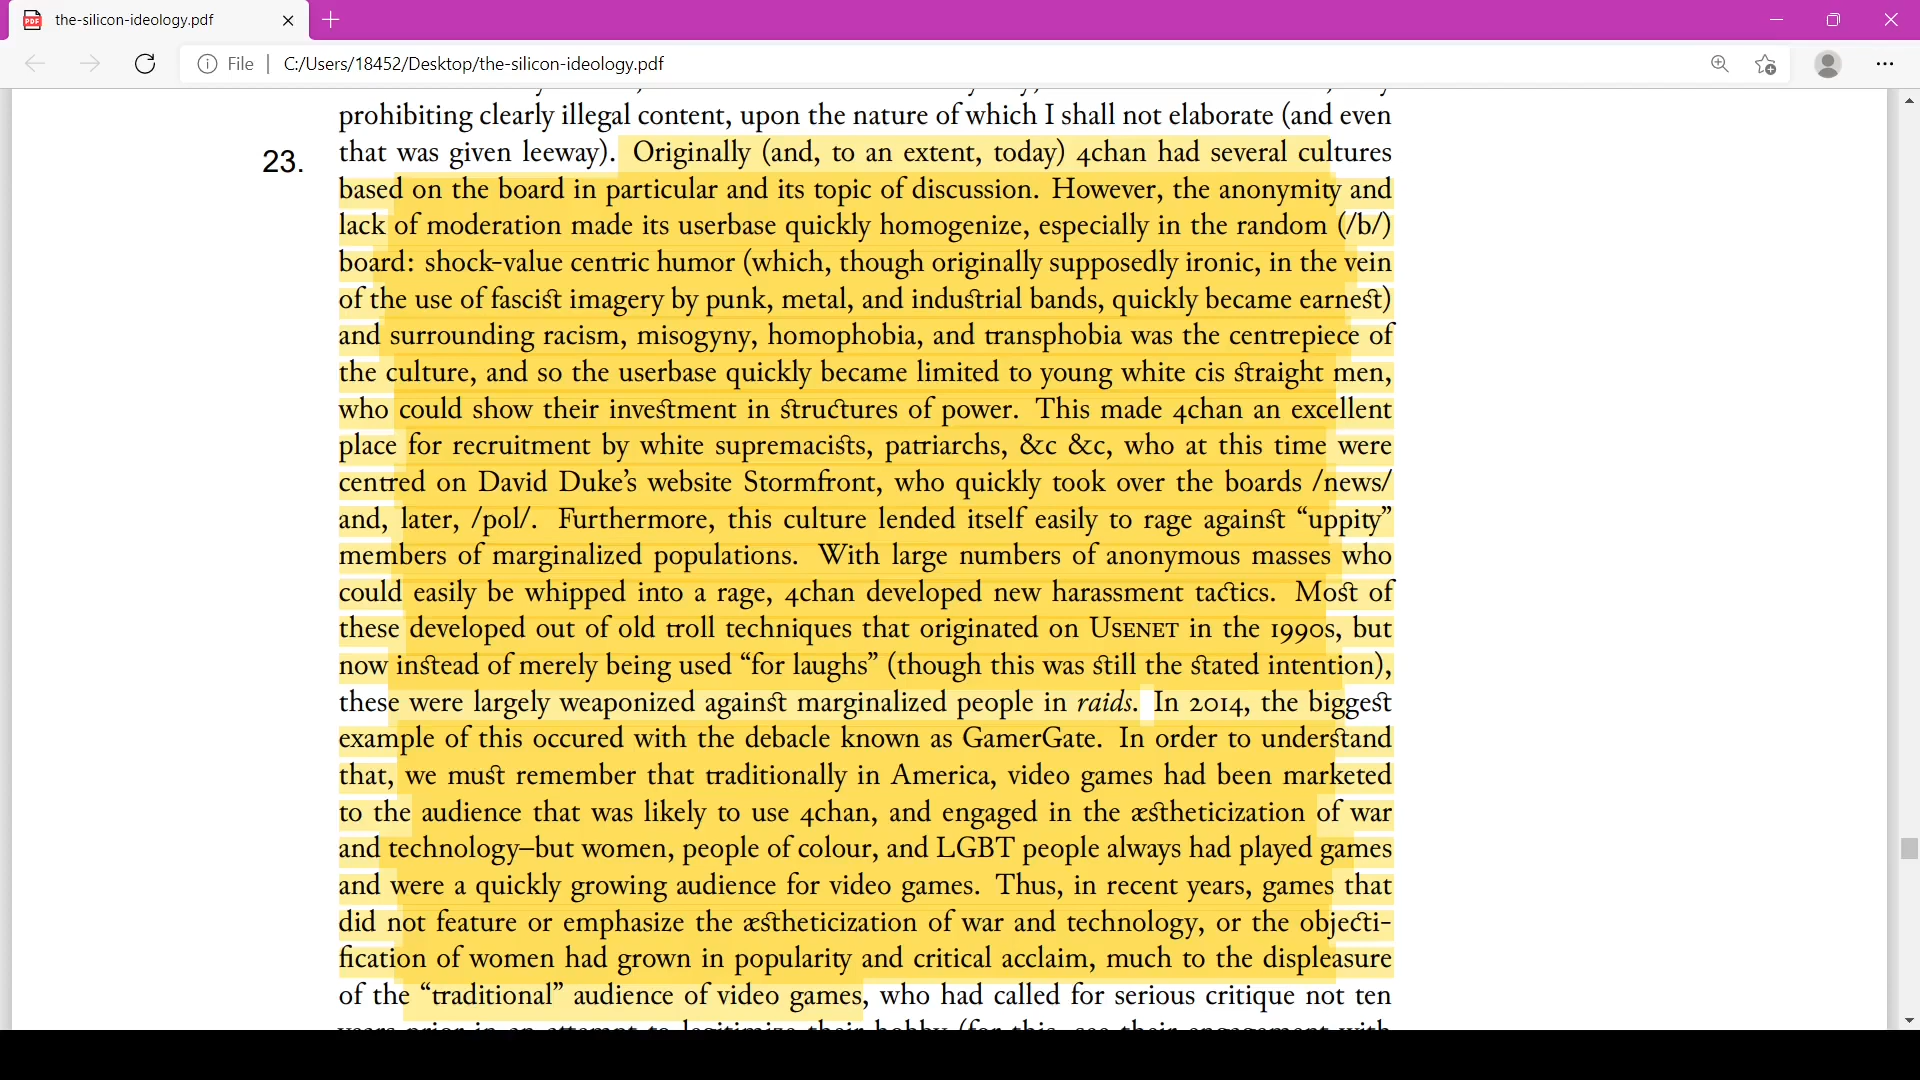 the-silicon-ideology.pdf
File | C:/Users/18452/Desktop/the-silicon-ideology.pdf
prohibiting clearly illegal content, upon the nature of which I shall not elaborate (and even
23.
that was given leeway). Originally (and, to an extent, today) 4chan had several cultures
based on the board in particular and its topic of discussion. However, the anonymity and
lack of moderation made its userbase quickly homogenize, especially in the random (/b/)
board: shock-value centric humor (which, though originally supposedly ironic, in the vein
of the use of fascist imagery by punk, metal, and industrial bands, quickly became earnest)
and surrounding racism, misogyny, homophobia, and transphobia was the centrepiece of
the culture, and so the userbase quickly became limited to young white cis straight men,
who could show their investment in structures of power. This made 4chan an excellent
place for recruitment by white supremacists, patriarchs, &c &c, who at this time were
centred on David Duke's website Stormfront, who quickly took over the boards /news/
and, later, /pol/. Furthermore, this culture lended itself easily to rage against “uppity”
members of marginalized populations. With large numbers of anonymous masses who
could easily be whipped into a rage, 4chan developed new harassment tactics. Most of
these developed out of old troll techniques that originated on USENET in the 1990s, but
now instead of merely being used “for laughs” (though this was still the stated intention),
these were largely weaponized against marginalized people in raids. In 2014, the biggest
example of this occured with the debacle known as GamerGate. In order to understand
that, we must remember that traditionally in America, video games had been marketed
to the audience that was likely to use 4chan, and engaged in the æstheticization of war
and technology—but women, people of colour, and LGBT people always had played games
and were a quickly growing audience for video games. Thus, in recent years, games that
did not feature or emphasize the æstheticization of war and technology, or the objecti-
fication of women had grown in popularity and critical acclaim, much to the displeasure
of the “traditional” audience of video games, who had called for serious critique not ten
years prior in an attempt to legitimize their hobby (for this, see their engagement with